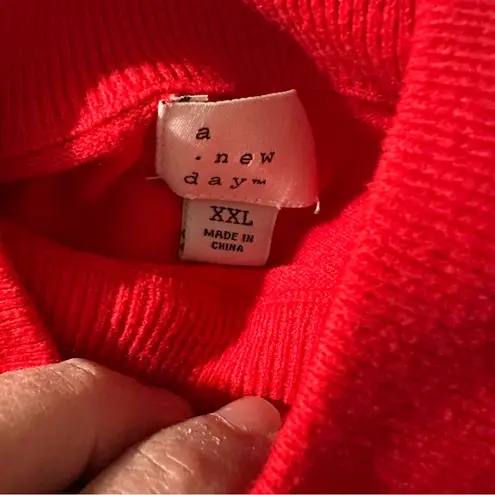 a
. new
day™
XXL
MADE IN
CHINA